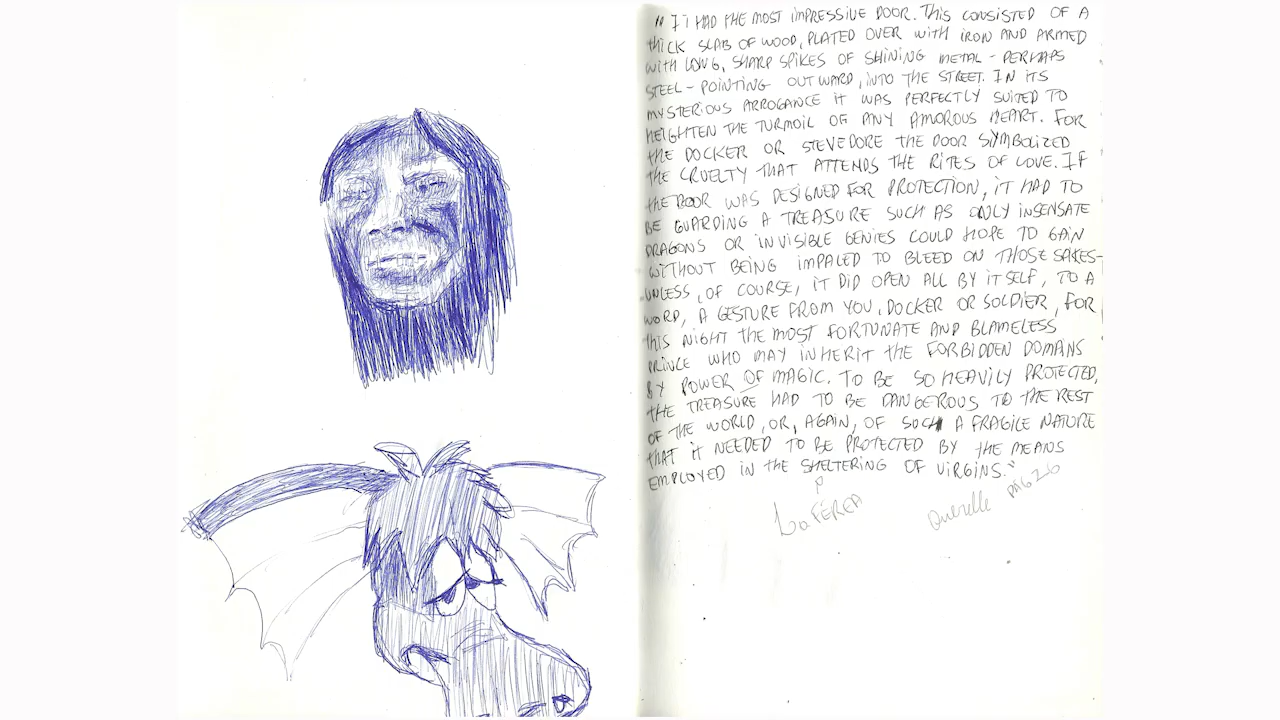 "It HAD THE MOST IMPRESSIVE DOOR. THIS CONSISTED OF A
THICK SLAB OF WOOD, PLATED OVER WITH IRON AND ARMED
WITH LONG, SHARP SPIKES OF SHINING METAL - PERHAPS
STEEL - POINTING OUTWARD, INTO THE STREET. IN ITS
MYSTERIOUS ARROGANCE IT WAS PERFECTLY SUITED TO
HEIGHTEN THE TURMOIL OF ANY AMOROUS HEART. FOR
THE DOCKER OR STEVEDORE THE DOOR SYMBOLIZED
THE CRUELTY THAT ATTENDS THE RITES OF LOVE. IF
THE DOOR WAS DESIGNED FOR PROTECTION, IT HAD TO
BE GUARDING A TREASURE SUCH AS ONLY INSENSATE
DRAGONS OR INVISIBLE GENIES COULD HOPE TO GAIN
WITHOUT BEING IMPALED TO BLEED ON THOSE SPIKES-
UNLESS, OF COURSE, IT DID OPEN ALL BY ITSELF, TO A
WORD, A GESTURE FROM YOU, DOCKER OR SOLDIER, FOR
THIS NIGHT THE MOST FORTUNATE AND BLAMELESS
PRINCE WHO MAY INHERIT THE FORBIDDEN DOMAINS
BY POWER OF MAGIC. TO BE SO HEAVILY PROTECTED,
THE TREASURE HAD TO BE DANGEROUS TO THE REST
OF THE WORLD, OR, AGAIN, OF SUCH A FRAGILE NATURE
THAT IT NEEDED TO BE PROTECTED BY THE MEANS
EMPLOYED IN THE SHELTERING OF VIRGINS."
La FÉRIA
Querelle PAG 26